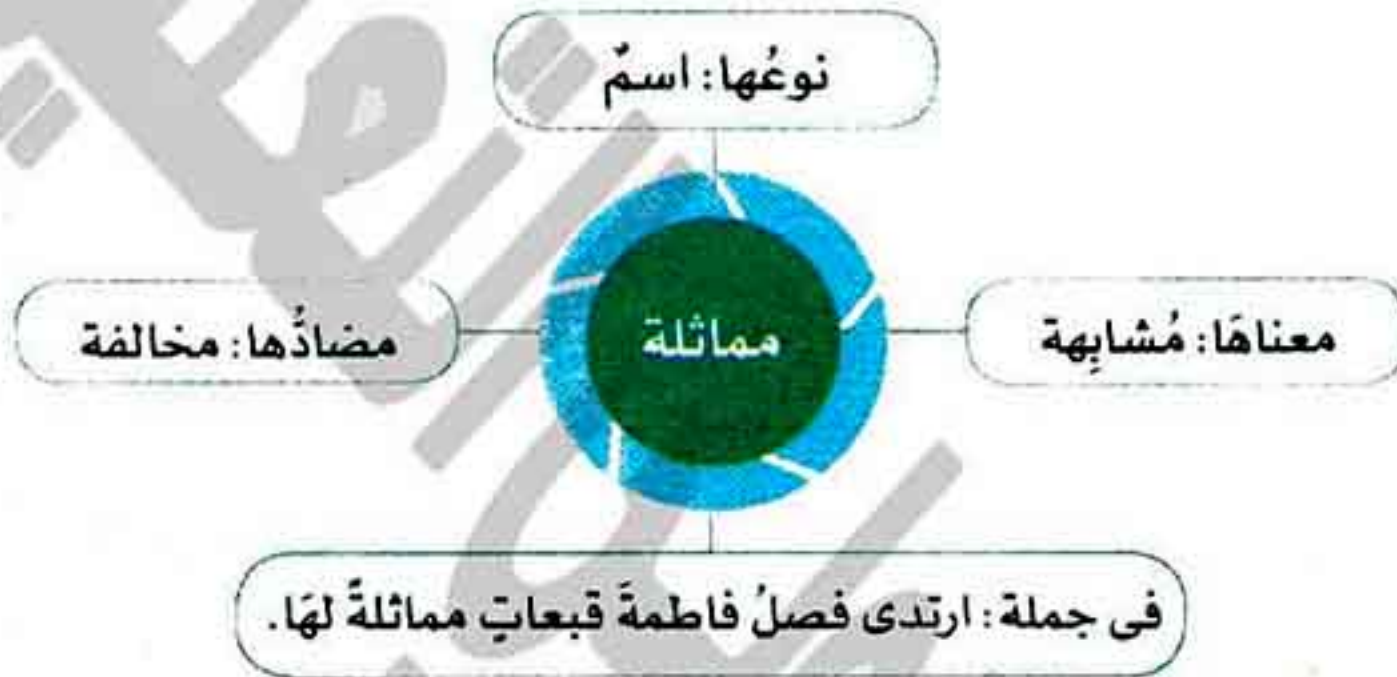 نوعُها: اسمٌ
معناهَا: مُشابِهة
مماثلة
مضادُّها: مخالفة
فى جملة: ارتدى فصلُ فاطمةَ قبعاتٍ مماثلةً لهَا.